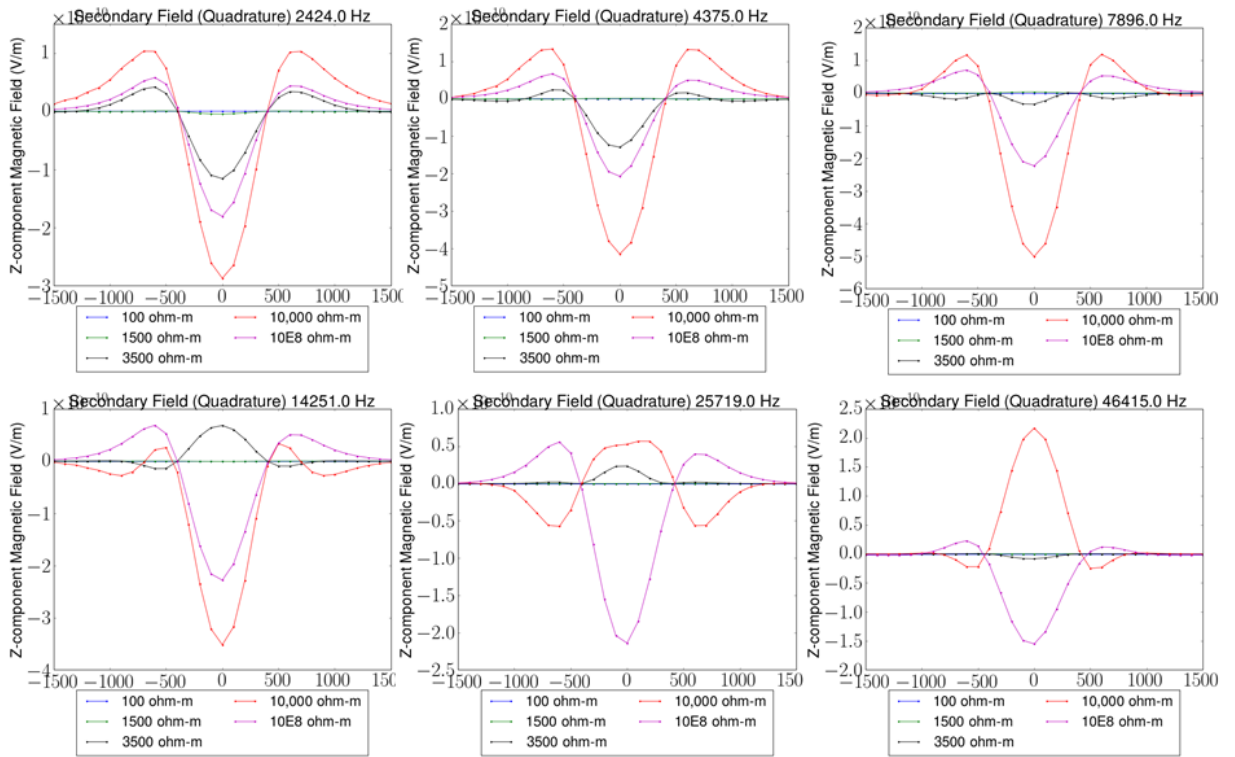 Secondary Field (Quadrature) 2424.0 Hz
Z-component Magnetic Field (V/m)
1
0
−1
−2
−3
−1500 −1000 −500 0 500 1000 150
100 ohm-m 10,000 ohm-m
1500 ohm-m 10E8 ohm-m
3500 ohm-m
Secondary Field (Quadrature) 4375.0 Hz
Z-component Magnetic Field (V/m)
2
1
0
−1
−2
−3
−4
−5
−1500 −1000 −500 0 500 1000 150
100 ohm-m 10,000 ohm-m
1500 ohm-m 10E8 ohm-m
3500 ohm-m
Secondary Field (Quadrature) 7896.0 Hz
Z-component Magnetic Field (V/m)
2
1
0
−1
−2
−3
−4
−5
−6
−1500 −1000 −500 0 500 1000 1500
100 ohm-m 10,000 ohm-m
1500 ohm-m 10E8 ohm-m
3500 ohm-m
Secondary Field (Quadrature) 14251.0 Hz
Z-component Magnetic Field (V/m)
1
0
−1
−2
−3
−4
−1500 −1000 −500 0 500 1000 150
100 ohm-m 10,000 ohm-m
1500 ohm-m 10E8 ohm-m
3500 ohm-m
Secondary Field (Quadrature) 25719.0 Hz
Z-component Magnetic Field (V/m)
1.0
0.5
0.0
−0.5
−1.0
−1.5
−2.0
−2.5
−1500 −1000 −500 0 500 1000 150
100 ohm-m 10,000 ohm-m
1500 ohm-m 10E8 ohm-m
3500 ohm-m
Secondary Field (Quadrature) 46415.0 Hz
Z-component Magnetic Field (V/m)
2.5
2.0
1.5
1.0
0.5
0.0
−0.5
−1.0
−1.5
−2.0
−1500 −1000 −500 0 500 1000 1500
100 ohm-m 10,000 ohm-m
1500 ohm-m 10E8 ohm-m
3500 ohm-m